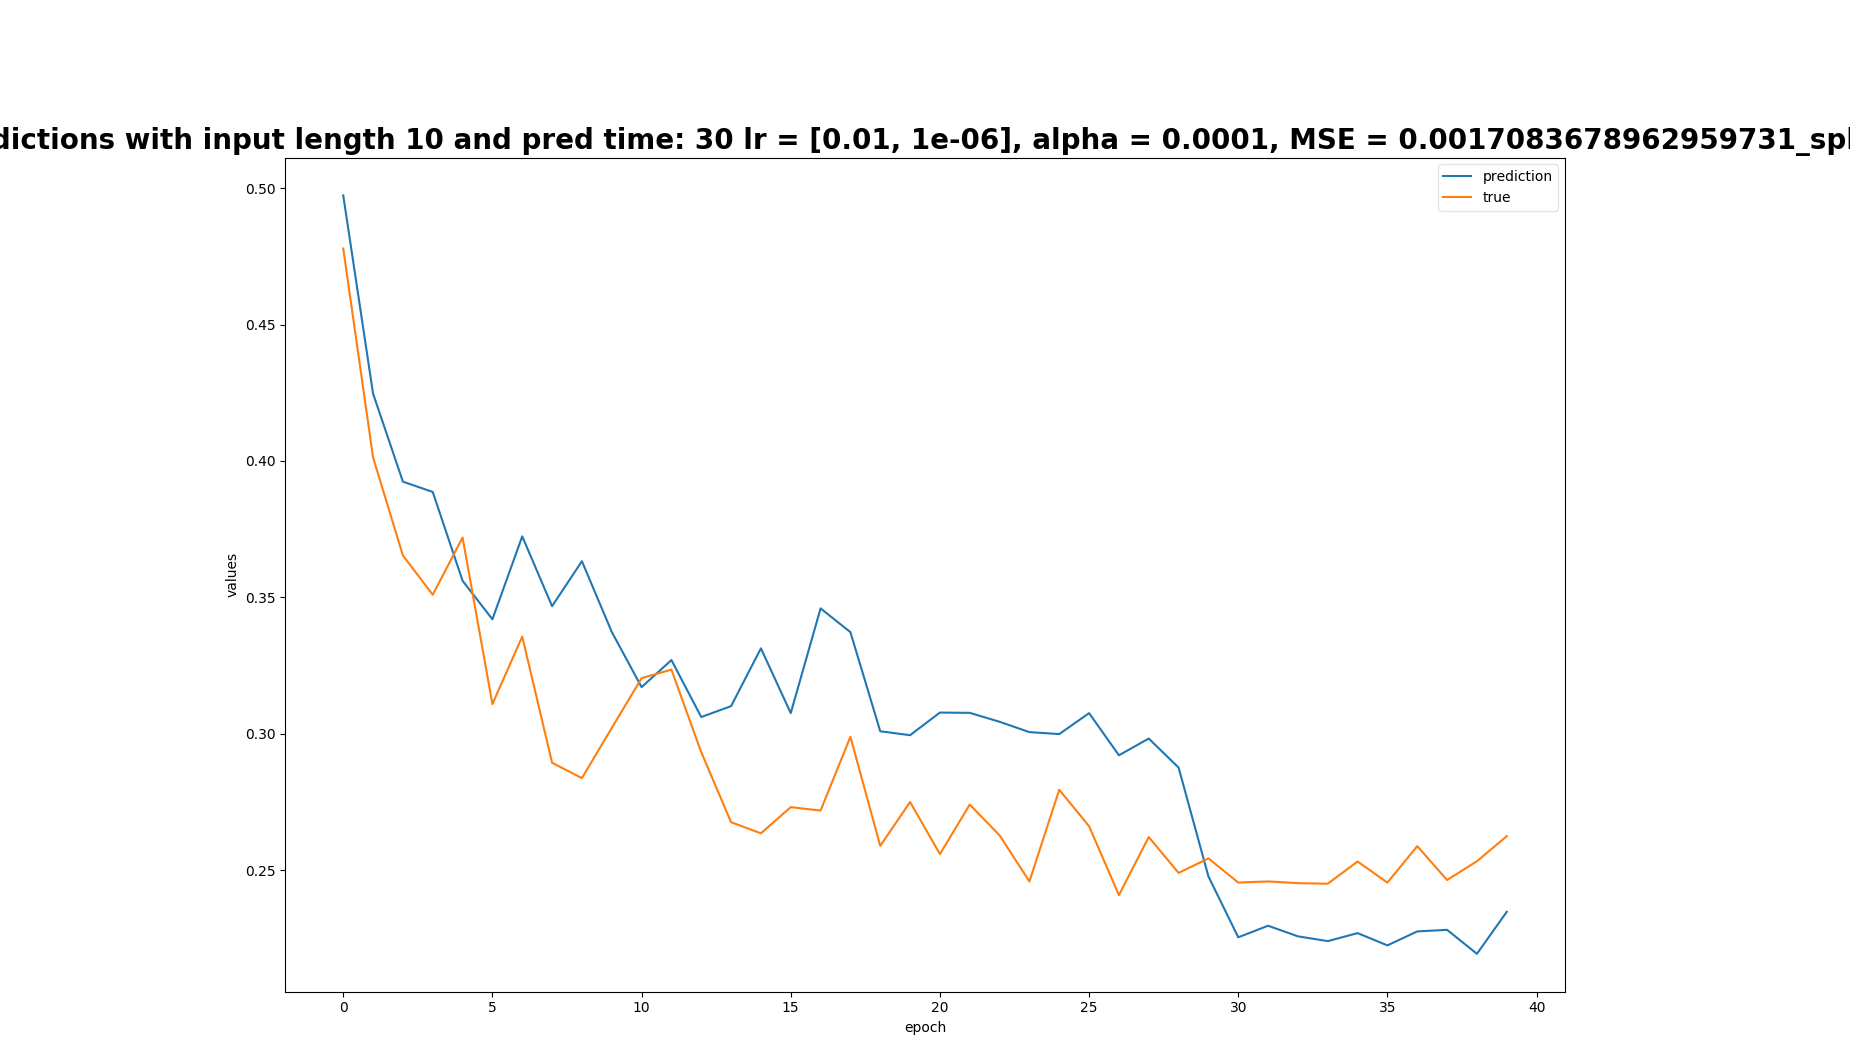 dictions with input length 10 and pred time: 30 lr = [0.01, 1e-06], alpha = 0.0001, MSE = 0.0017083678962959731_spl
prediction
true
0.50
0.45
0.40
0.35
0.30
0.25
values
0 5 10 15 20 25 30 35 40
epoch